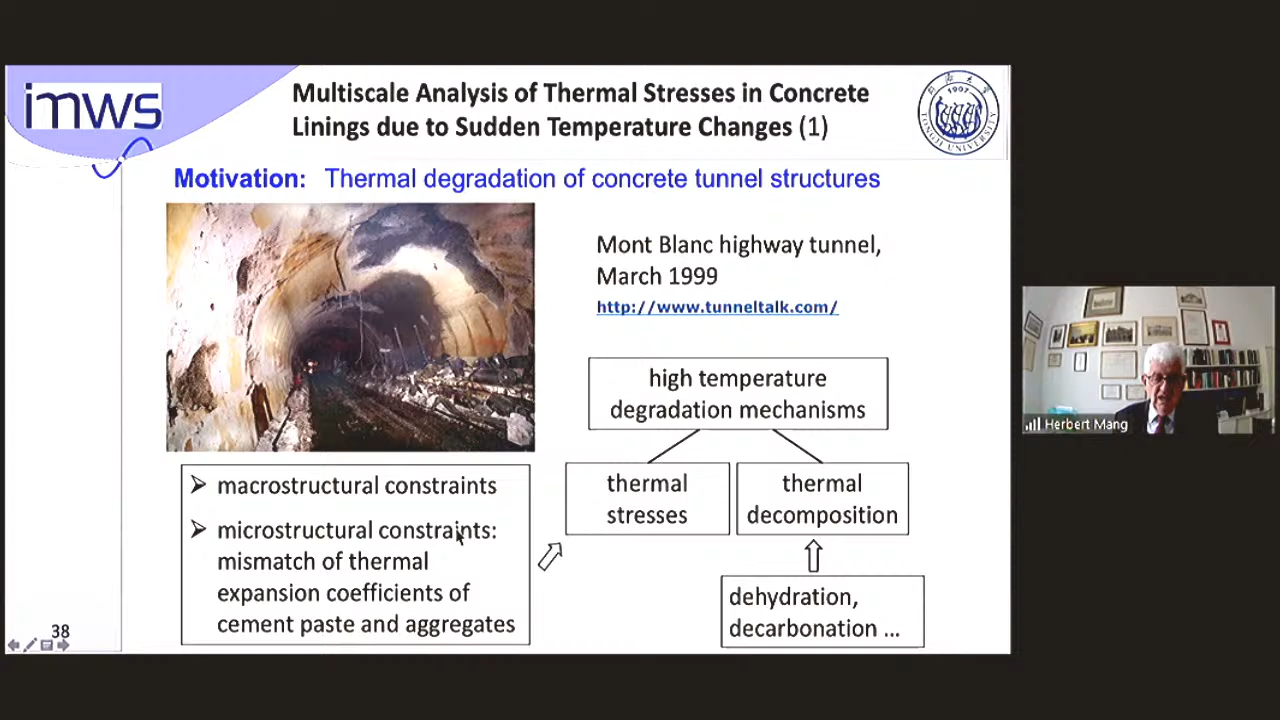 imws
Multiscale Analysis of Thermal Stresses in Concrete
Linings due to Sudden Temperature Changes (1)
1907
TONGJI UNIVERSITY
Motivation: Thermal degradation of concrete tunnel structures
Mont Blanc highway tunnel,
March 1999
http://www.tunneltalk.com/
high temperature
degradation mechanisms
thermal
stresses
thermal
decomposition
➢ macrostructural constraints
➢ microstructural constraints:
mismatch of thermal
expansion coefficients of
cement paste and aggregates
dehydration,
decarbonation ...
38
Herbert Mang